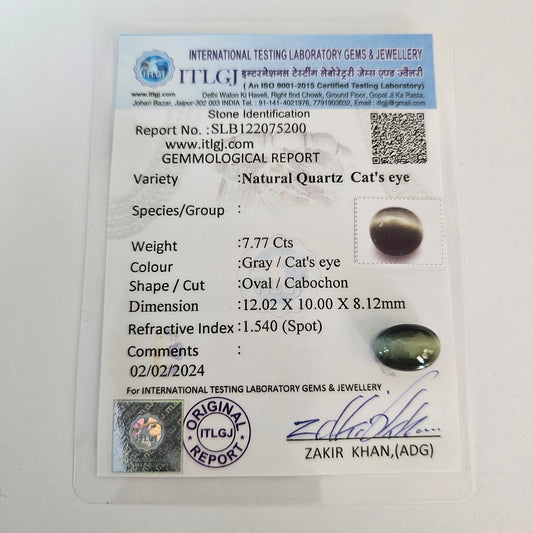 INTERNATIONAL TESTING LABORATORY GEMS & JEWELLERY
ITLGJ इन्टरनेशनल टेस्टींग लेबोरेट्री जेम्स एण्ड ज्वैलरी
( An ISO 9001-2015 Certified Testing Laboratory)
www.itlgj.com Delhi Walon Ki Haveli, Right IInd Chowk, Ground Floor, Gopal Ji Ka Rasta,
Johari Bazar, Jaipur-302 003 INDIA Tel.: 91-141-4021976, 7791903632, Email : itlgj@gmail.com
Stone Identification
Report No. :SLB122075200
www.itlgj.com
GEMMOLOGICAL REPORT
Variety :Natural Quartz Cat's eye
Species/Group :
Weight :7.77 Cts
Colour :Gray / Cat's eye
Shape / Cut :Oval / Cabochon
Dimension :12.02 X 10.00 X 8.12mm
Refractive Index :1.540 (Spot)
Comments :
02/02/2024
For INTERNATIONAL TESTING LABORATORY GEMS & JEWELLERY
ITLGJ
ORIGINAL
ITLGJ
REPORT
ZAKIR KHAN,(ADG)